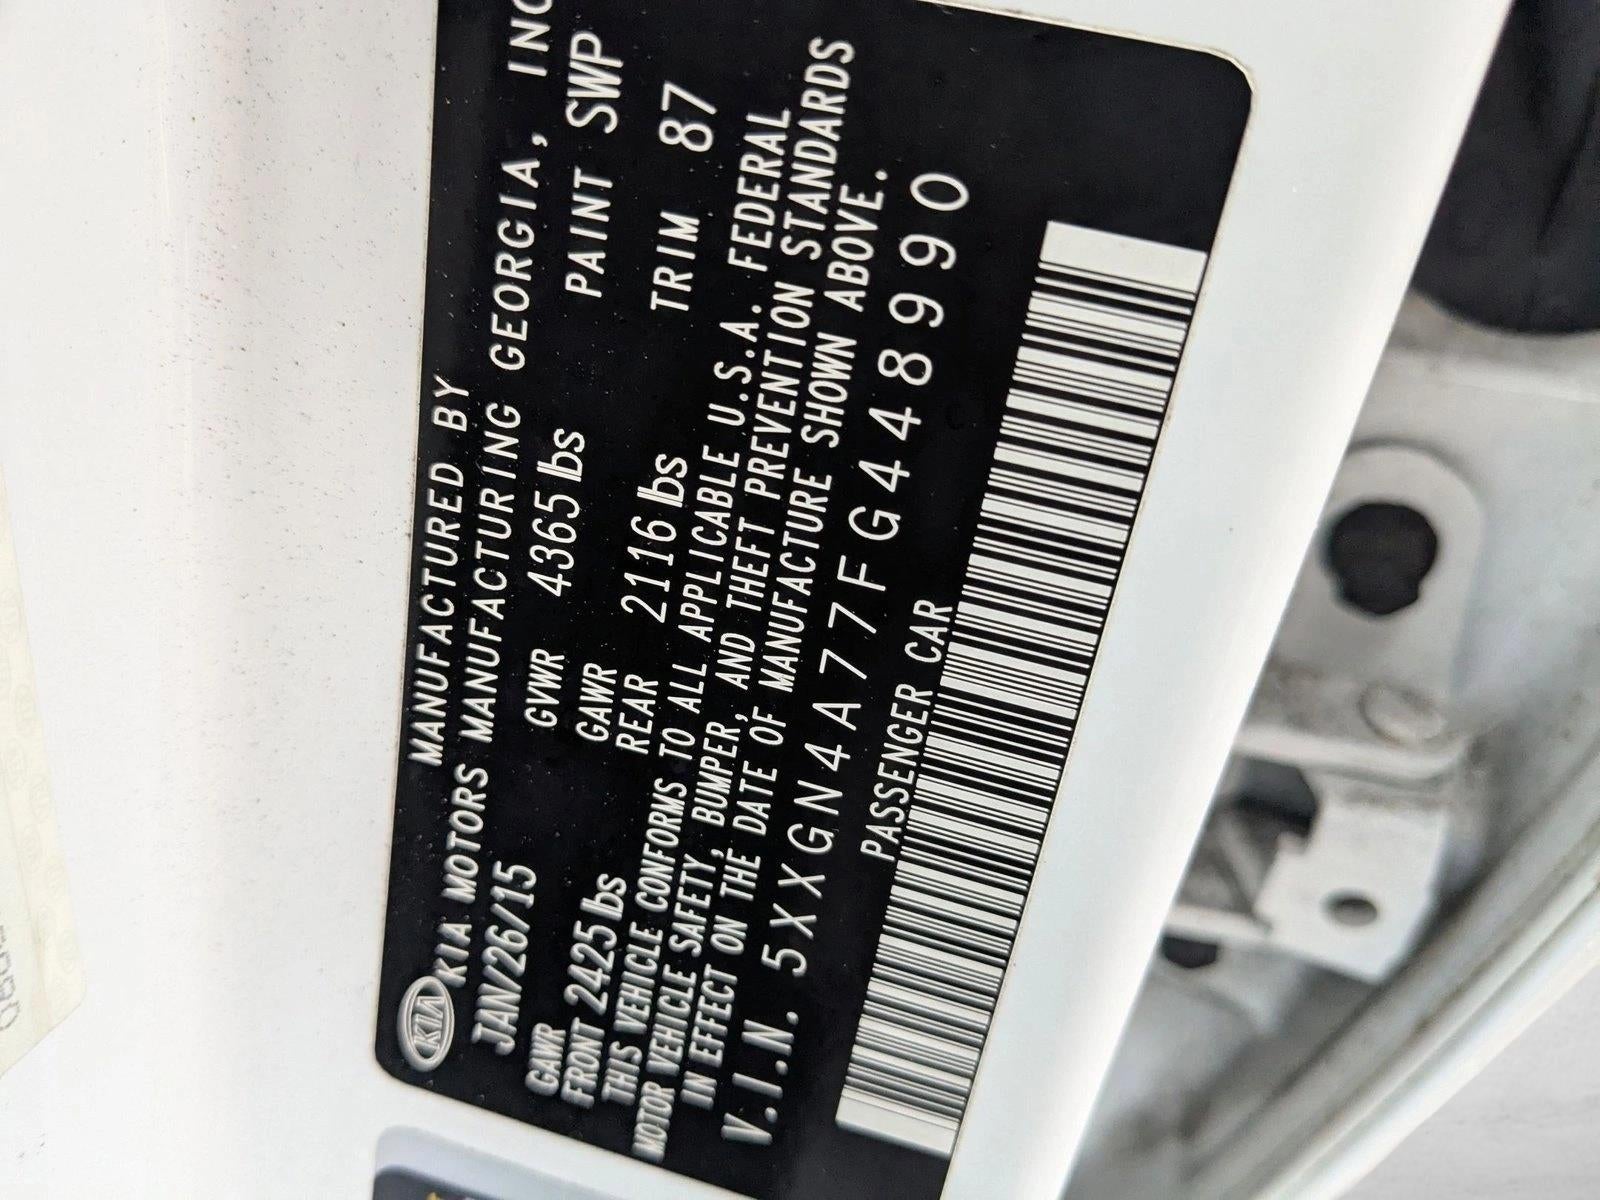 MANUFACTURED BY
KIA
KIA MOTORS MANUFACTURING GEORGIA, INC
JAN/26/15 GVWR 4365 lbs PAINT SWP
GAWR GAWR
FRONT 2425 lbs REAR 2116 lbs TRIM 87
THIS VEHICLE CONFORMS TO ALL APPLICABLE U.S.A. FEDERAL
MOTOR VEHICLE SAFETY, BUMPER, AND THEFT PREVENTION STANDARDS
IN EFFECT ON THE DATE OF MANUFACTURE SHOWN ABOVE.
V.I.N. 5XXGN4A77FG448990
PASSENGER CAR